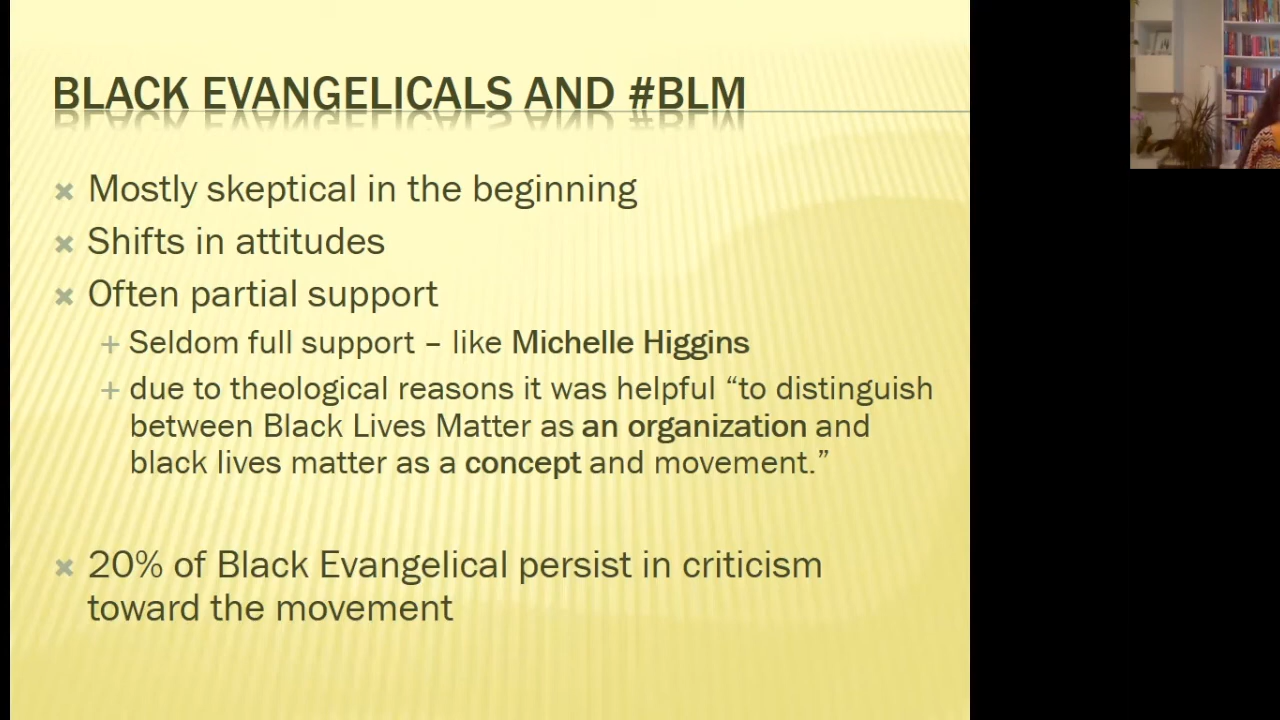 BLACK EVANGELICALS AND #BLM
Mostly skeptical in the beginning
Shifts in attitudes
Often partial support
Seldom full support – like Michelle Higgins
due to theological reasons it was helpful “to distinguish
between Black Lives Matter as an organization and
black lives matter as a concept and movement.”
20% of Black Evangelical persist in criticism
toward the movement